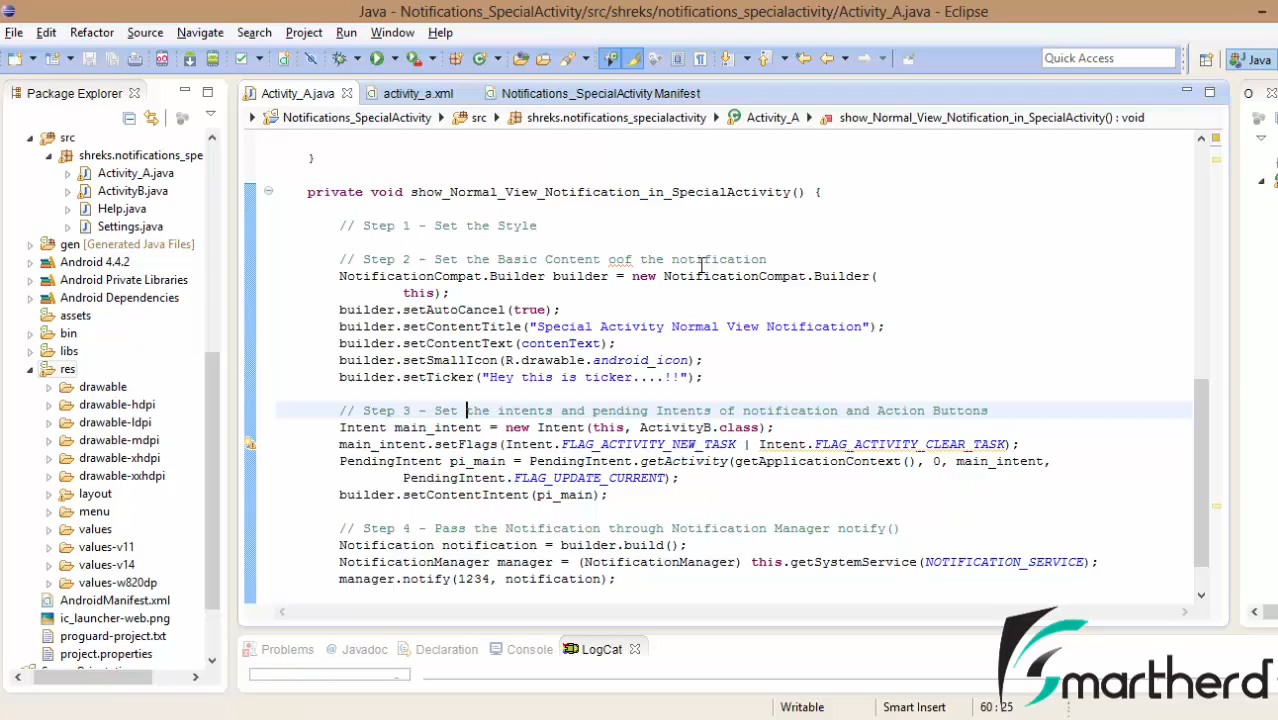 Java - Notifications_SpecialActivity/src/shreks/notifications_specialactivity/Activity_A.java - Eclipse
File Edit Refactor Source Navigate Search Project Run Window Help
Quick Access Java
Package Explorer
Activity_A.java activity_a.xml Notifications_SpecialActivity Manifest O
Notifications_SpecialActivity src shreks.notifications_specialactivity Activity_A show_Normal_View_Notification_in_SpecialActivity() : void
src
shreks.notifications_spe
Activity_A.java
ActivityB.java
Help.java
Settings.java
gen [Generated Java Files]
Android 4.4.2
Android Private Libraries
Android Dependencies
assets
bin
libs
res
drawable
drawable-hdpi
drawable-ldpi
drawable-mdpi
drawable-xhdpi
drawable-xxhdpi
layout
menu
values
values-v11
values-v14
values-w820dp
AndroidManifest.xml
ic_launcher-web.png
proguard-project.txt
project.properties
}
private void show_Normal_View_Notification_in_SpecialActivity() {
// Step 1 - Set the Style
// Step 2 - Set the Basic Content oof the notification
NotificationCompat.Builder builder = new NotificationCompat.Builder(
this);
builder.setAutoCancel(true);
builder.setContentTitle("Special Activity Normal View Notification");
builder.setContentText(contenText);
builder.setSmallIcon(R.drawable.android_icon);
builder.setTicker("Hey this is ticker....!!");
// Step 3 - Set the intents and pending Intents of notification and Action Buttons
Intent main_intent = new Intent(this, ActivityB.class);
main_intent.setFlags(Intent.FLAG_ACTIVITY_NEW_TASK | Intent.FLAG_ACTIVITY_CLEAR_TASK);
PendingIntent pi_main = PendingIntent.getActivity(getApplicationContext(), 0, main_intent,
PendingIntent.FLAG_UPDATE_CURRENT);
builder.setContentIntent(pi_main);
// Step 4 - Pass the Notification through Notification Manager notify()
Notification notification = builder.build();
NotificationManager manager = (NotificationManager) this.getSystemService(NOTIFICATION_SERVICE);
manager.notify(1234, notification);
Problems Javadoc Declaration Console LogCat
Smartherd
Writable Smart Insert 60 : 25